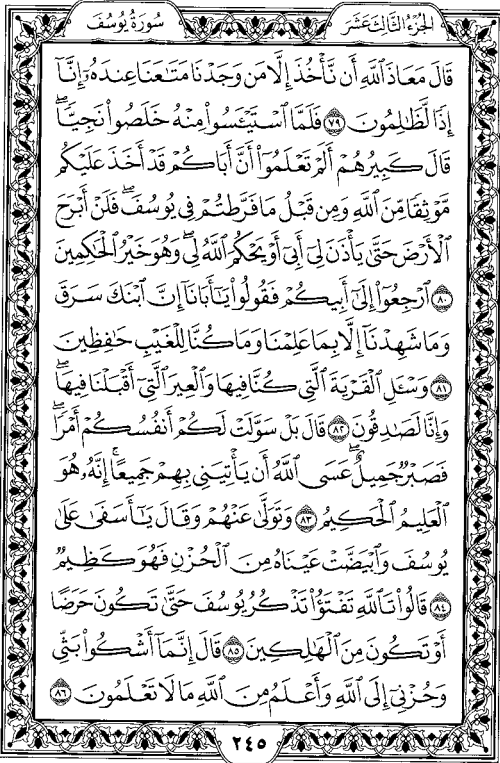 الجزء الثالث عشر
سورة يوسف
قَالَ مَعَاذَ ٱللَّهِ أَن نَّأْخُذَ إِلَّا مَن وَجَدْنَا مَتَٰعَنَا عِندَهُۥٓ إِنَّآ
إِذًا لَّظَٰلِمُونَ ٧٩ فَلَمَّا ٱسْتَيْـَٔسُوا۟ مِنْهُ خَلَصُوا۟ نَجِيًّا ۖ
قَالَ كَبِيرُهُمْ أَلَمْ تَعْلَمُوٓا۟ أَنَّ أَبَاكُمْ قَدْ أَخَذَ عَلَيْكُم
مَّوْثِقًا مِّنَ ٱللَّهِ وَمِن قَبْلُ مَا فَرَّطتُمْ فِى يُوسُفَ ۖ فَلَنْ أَبْرَحَ
ٱلْأَرْضَ حَتَّىٰ يَأْذَنَ لِىٓ أَبِىٓ أَوْ يَحْكُمَ ٱللَّهُ لِى ۖ وَهُوَ خَيْرُ ٱلْحَٰكِمِينَ
٨٠ ٱرْجِعُوٓا۟ إِلَىٰٓ أَبِيكُمْ فَقُولُوا۟ يَٰٓأَبَانَآ إِنَّ ٱبْنَكَ سَرَقَ
وَمَا شَهِدْنَآ إِلَّا بِمَا عَلِمْنَا وَمَا كُنَّا لِلْغَيْبِ حَٰفِظِينَ
٨١ وَسْـَٔلِ ٱلْقَرْيَةَ ٱلَّتِى كُنَّا فِيهَا وَٱلْعِيرَ ٱلَّتِىٓ أَقْبَلْنَا فِيهَا ۖ
وَإِنَّا لَصَٰدِقُونَ ٨٢ قَالَ بَلْ سَوَّلَتْ لَكُمْ أَنفُسُكُمْ أَمْرًا ۖ
فَصَبْرٌ جَمِيلٌ ۖ عَسَى ٱللَّهُ أَن يَأْتِيَنِى بِهِمْ جَمِيعًا ۚ إِنَّهُۥ هُوَ
ٱلْعَلِيمُ ٱلْحَكِيمُ ٨٣ وَتَوَلَّىٰ عَنْهُمْ وَقَالَ يَٰٓأَسَفَىٰ عَلَىٰ
يُوسُفَ وَٱبْيَضَّتْ عَيْنَاهُ مِنَ ٱلْحُزْنِ فَهُوَ كَظِيمٌ
٨٤ قَالُوا۟ تَٱللَّهِ تَفْتَؤُا۟ تَذْكُرُ يُوسُفَ حَتَّىٰ تَكُونَ حَرَضًا
أَوْ تَكُونَ مِنَ ٱلْهَٰلِكِينَ ٨٥ قَالَ إِنَّمَآ أَشْكُوا۟ بَثِّى
وَحُزْنِىٓ إِلَى ٱللَّهِ وَأَعْلَمُ مِنَ ٱللَّهِ مَا لَا تَعْلَمُونَ ٨٦
٢٤٥